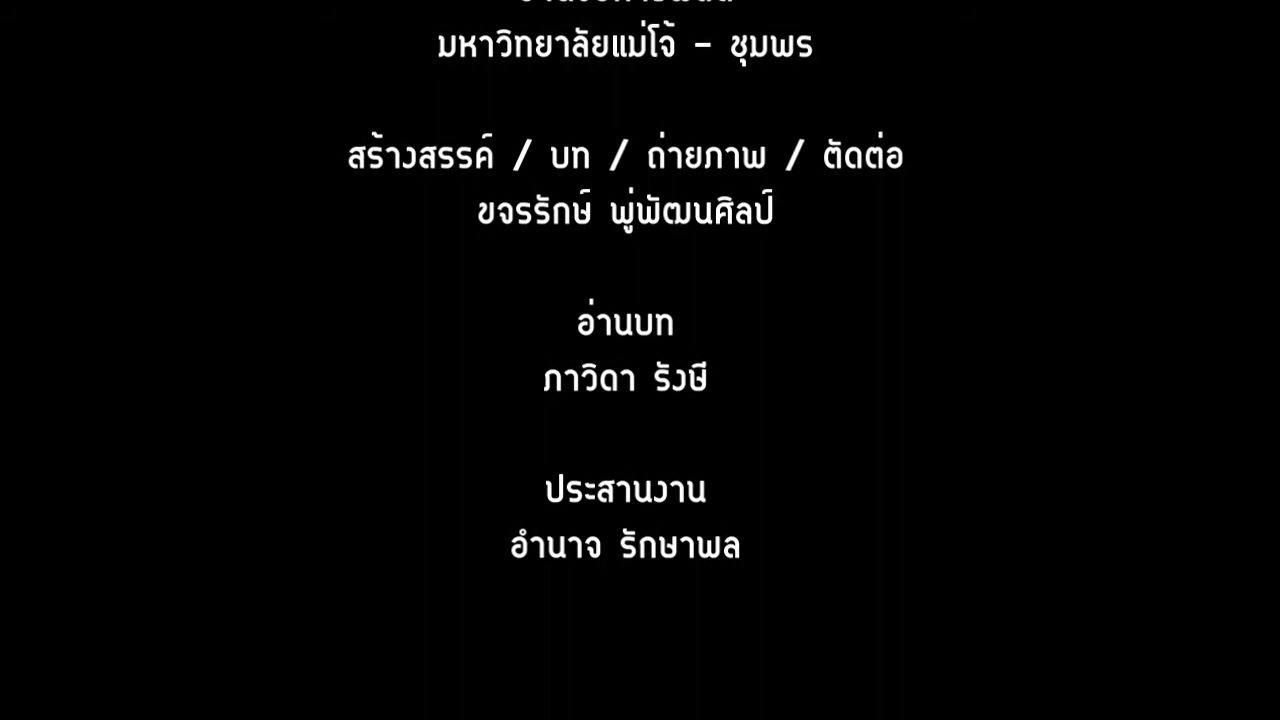 มหาวิทยาลัยแม่โจ้ - ชุมพร
สร้างสรรค์ / บท / ถ่ายภาพ / ตัดต่อ
ขจรรักษ์ พู่พัฒนศิลป์
อ่านบท
ภาวิดา รังษี
ประสานงาน
อำนาจ รักษาพล